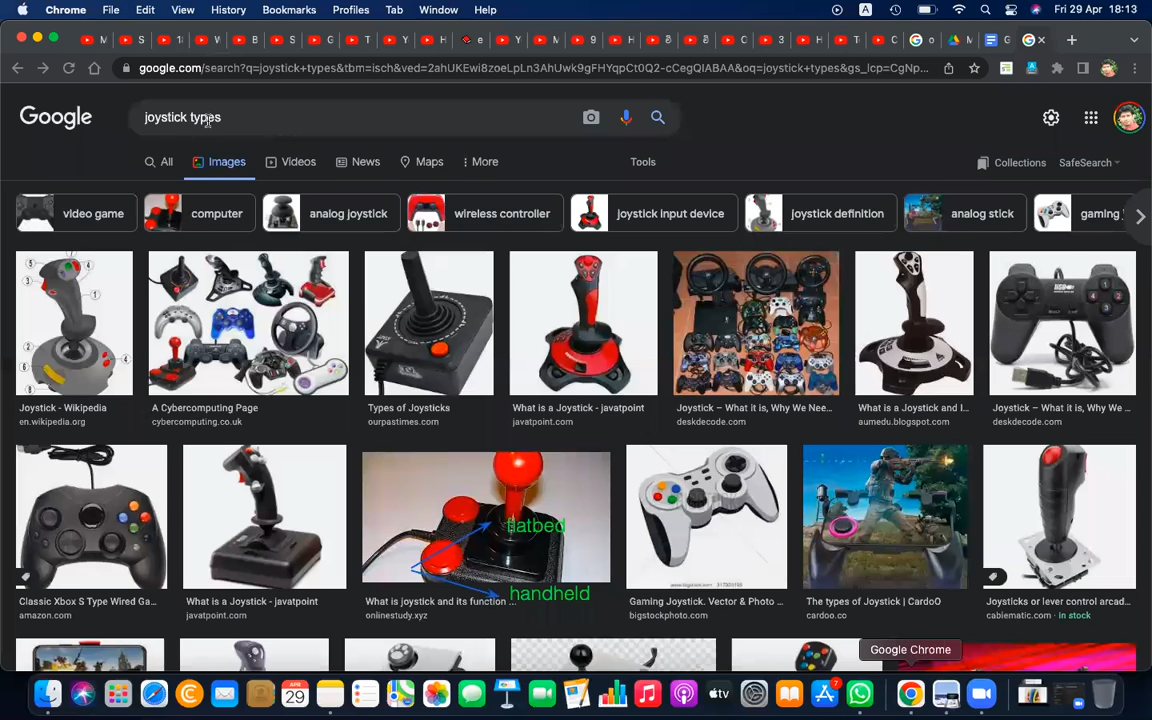 Chrome File Edit View History Bookmarks Profiles Tab Window Help A Fri 29 Apr 18:13
google.com/search?q=joystick+types&tbm=isch&ved=2ahUKEwi8zoeLpLn3AhUwk9gFHYqpCt0Q2-cCegQIABAA&oq=joystick+types&gs_lcp=CgNp...
Google
joystick types
All Images Videos News Maps More Tools Collections SafeSearch
video game
computer
analog joystick
wireless controller
joystick input device
joystick definition
analog stick
gaming
Joystick - Wikipedia
en.wikipedia.org
A Cybercomputing Page
cybercomputing.co.uk
Types of Joysticks
ourpastimes.com
What is a Joystick - javatpoint
javatpoint.com
Joystick – What it is, Why We Nee...
deskdecode.com
What is a Joystick and I...
aumedu.blogspot.com
Joystick – What it is, Why We ...
deskdecode.com
flatbed
handheld
Classic Xbox S Type Wired Ga...
amazon.com
What is a Joystick - javatpoint
javatpoint.com
What is joystick and its function ...
onlinestudy.xyz
Gaming Joystick. Vector & Photo ...
bigstockphoto.com
The types of Joystick | CardoO
cardoo.co
Joysticks or lever control arcad...
cablematic.com · In stock
Google Chrome
APR
29
tv
7